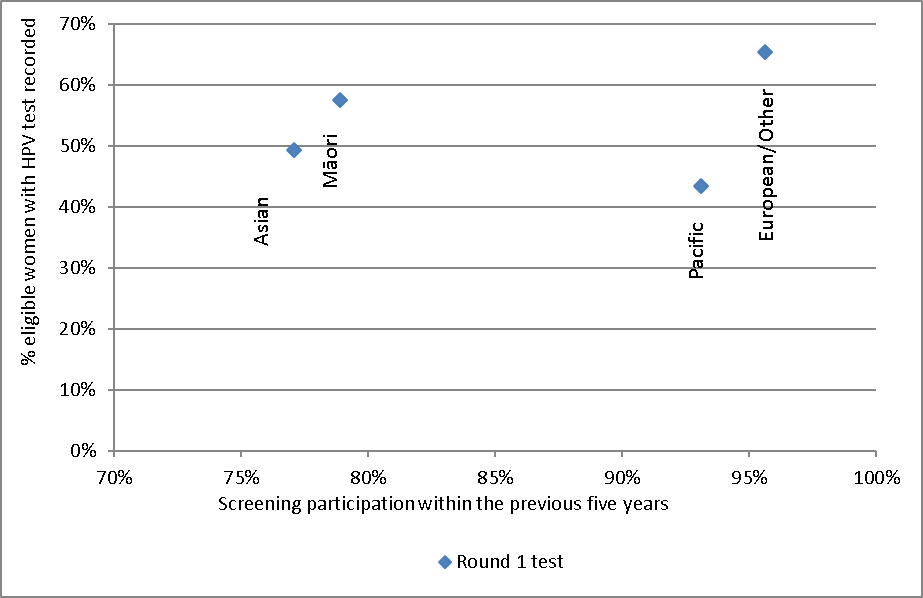 % eligible women with HPV test recorded
70%
60%
50%
40%
30%
20%
10%
0%
Asian
Māori
Pacific
European/Other
70%
75%
80%
85%
90%
95%
100%
Screening participation within the previous five years
Round 1 test